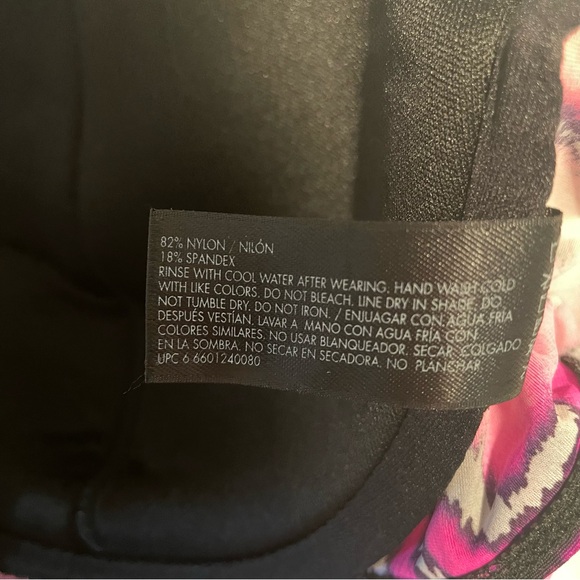 82% NYLON / NILÓN
18% SPANDEX
RINSE WITH COOL WATER AFTER WEARING. HAND WASH COLD
WITH LIKE COLORS. DO NOT BLEACH. LINE DRY IN SHADE. DO
NOT TUMBLE DRY. DO NOT IRON. / ENJUAGAR CON AGUA FRÍA
DESPUÉS VESTÍAN. LAVAR A MANO CON AGUA FRÍA CON
COLORES SIMILARES. NO USAR BLANQUEADOR. SECAR COLGADO
EN LA SOMBRA. NO SECAR EN SECADORA. NO PLANCHAR
UPC 6 6601240080